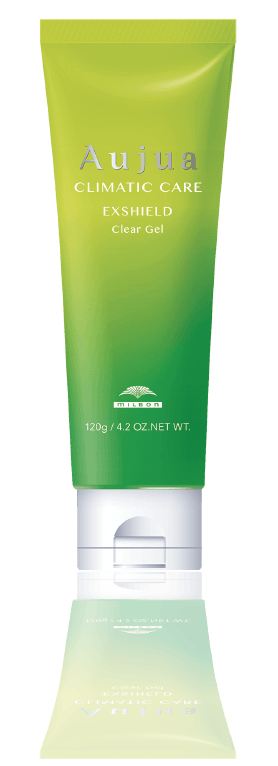 Aujua
CLIMATIC CARE
EXSHIELD
Clear Gel
MILBON
120g / 4.2 OZ.NET WT.